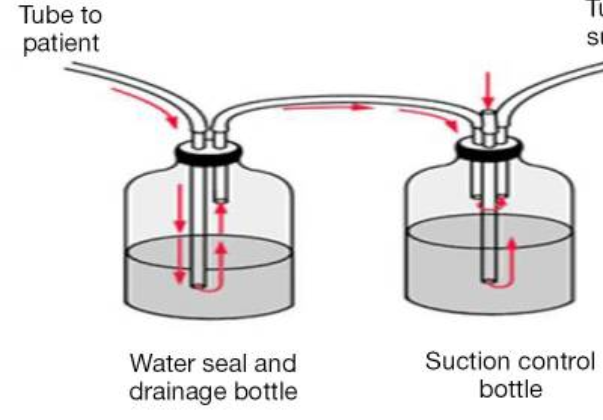 Tube to
patient
Water seal and
drainage bottle
Suction control
bottle